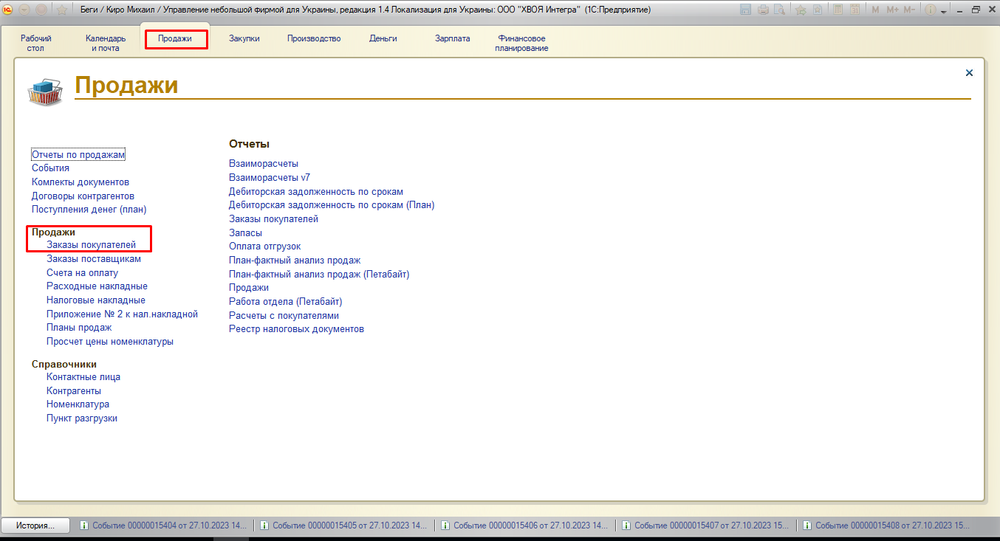 Беги / Киро Михаил / Управление небольшой фирмой для Украины, редакция 1.4 Локализация для Украины: ООО "ХВОЯ Интегра" (1С:Предприятие)
M M+ M-
Рабочий стол
Календарь и почта
Продажи
Закупки
Производство
Деньги
Зарплата
Финансовое планирование
Продажи
Отчеты по продажам
События
Комлекты документов
Договоры контрагентов
Поступления денег (план)
Продажи
Заказы покупателей
Заказы поставщикам
Счета на оплату
Расходные накладные
Налоговые накладные
Приложение № 2 к нал.накладной
Планы продаж
Просчет цены номенклатуры
Справочники
Контактные лица
Контрагенты
Номенклатура
Пункт разгрузки
Отчеты
Взаиморасчеты
Взаиморасчеты v7
Дебиторская задолженность по срокам
Дебиторская задолженность по срокам (План)
Заказы покупателей
Запасы
Оплата отгрузок
План-фактный анализ продаж
План-фактный анализ продаж (Петабайт)
Продажи
Работа отдела (Петабайт)
Расчеты с покупателями
Реестр налоговых документов
История...
Событие 00000015404 от 27.10.2023 14...
Событие 00000015405 от 27.10.2023 14...
Событие 00000015406 от 27.10.2023 14...
Событие 00000015407 от 27.10.2023 15...
Событие 00000015408 от 27.10.2023 15...